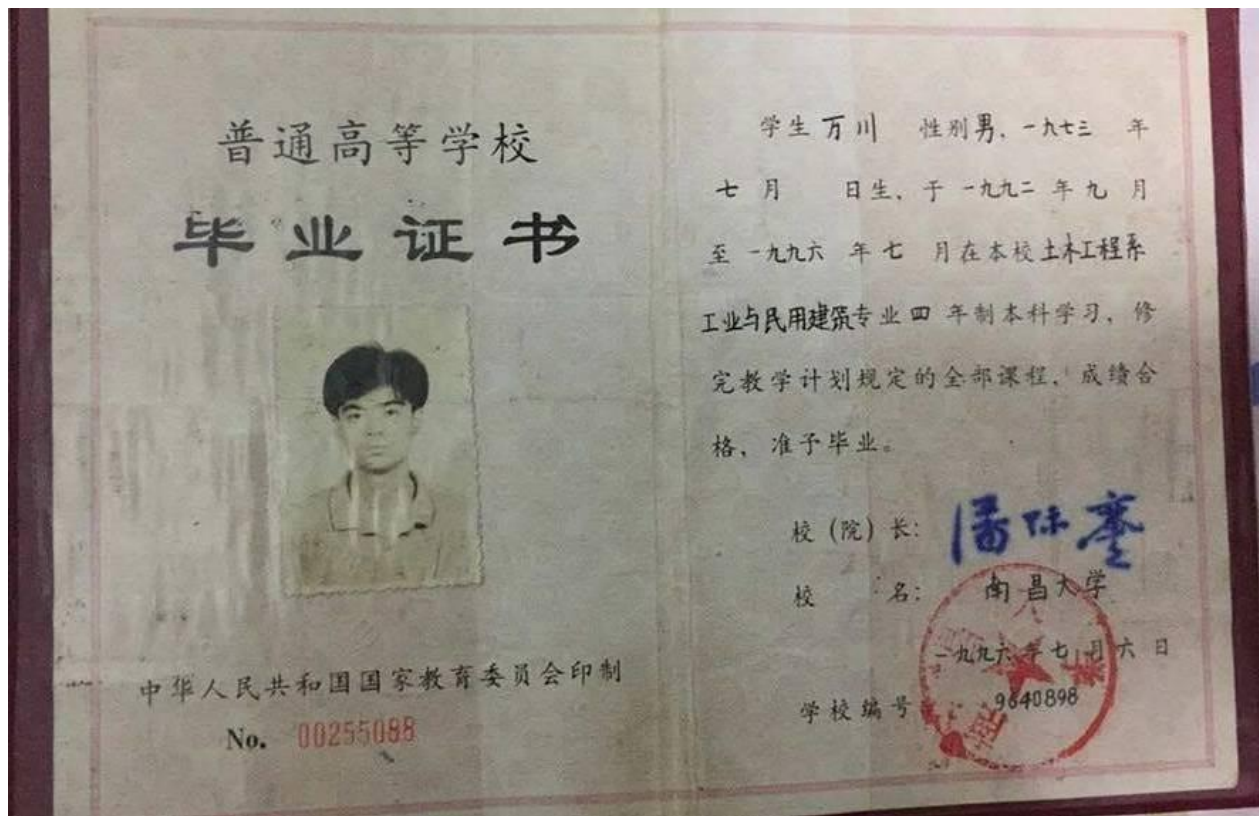 普通高等学校
毕业证书
中华人民共和国国家教育委员会印制
No. 00255088
学生 万川 性别 男, 一九七三 年
七 月 日生, 于 一九九二 年 九 月
至 一九九六 年 七 月在本校 土木工程系
工业与民用建筑专业 四 年制本科学习, 修
完教学计划规定的全部课程, 成绩合
格, 准予毕业。
校 (院) 长: 潘际銮
校 名: 南昌大学
一九九六年七月六日
学校编号 : 9640898